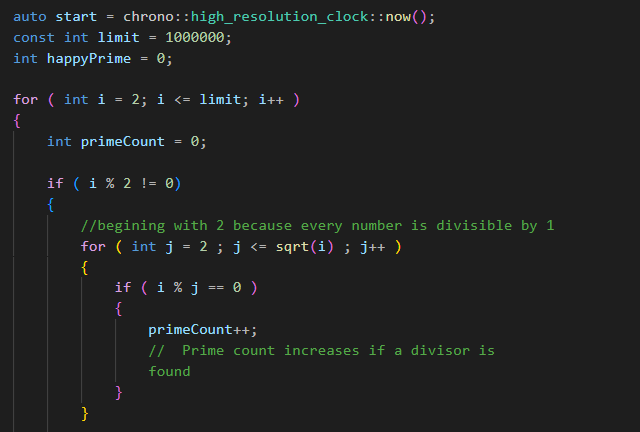 auto start = chrono::high_resolution_clock::now();
const int limit = 1000000;
int happyPrime = 0;
for ( int i = 2; i <= limit; i++ )
{
int primeCount = 0;
if ( i % 2 != 0)
{
//begining with 2 because every number is divisible by 1
for ( int j = 2 ; j <= sqrt(i) ; j++ )
{
if ( i % j == 0 )
{
primeCount++;
//  Prime count increases if a divisor is
found
}
}